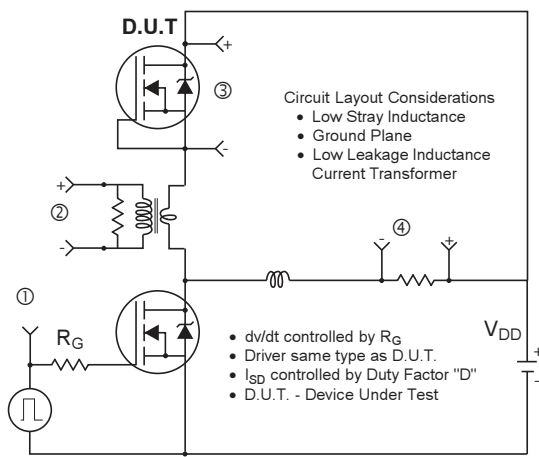 D.U.T
+
③
-
Circuit Layout Considerations
• Low Stray Inductance
• Ground Plane
• Low Leakage Inductance
Current Transformer
+
②
-
④
- +
①
RG
VDD
+
-
• dv/dt controlled by RG
• Driver same type as D.U.T.
• ISD controlled by Duty Factor "D"
• D.U.T. - Device Under Test